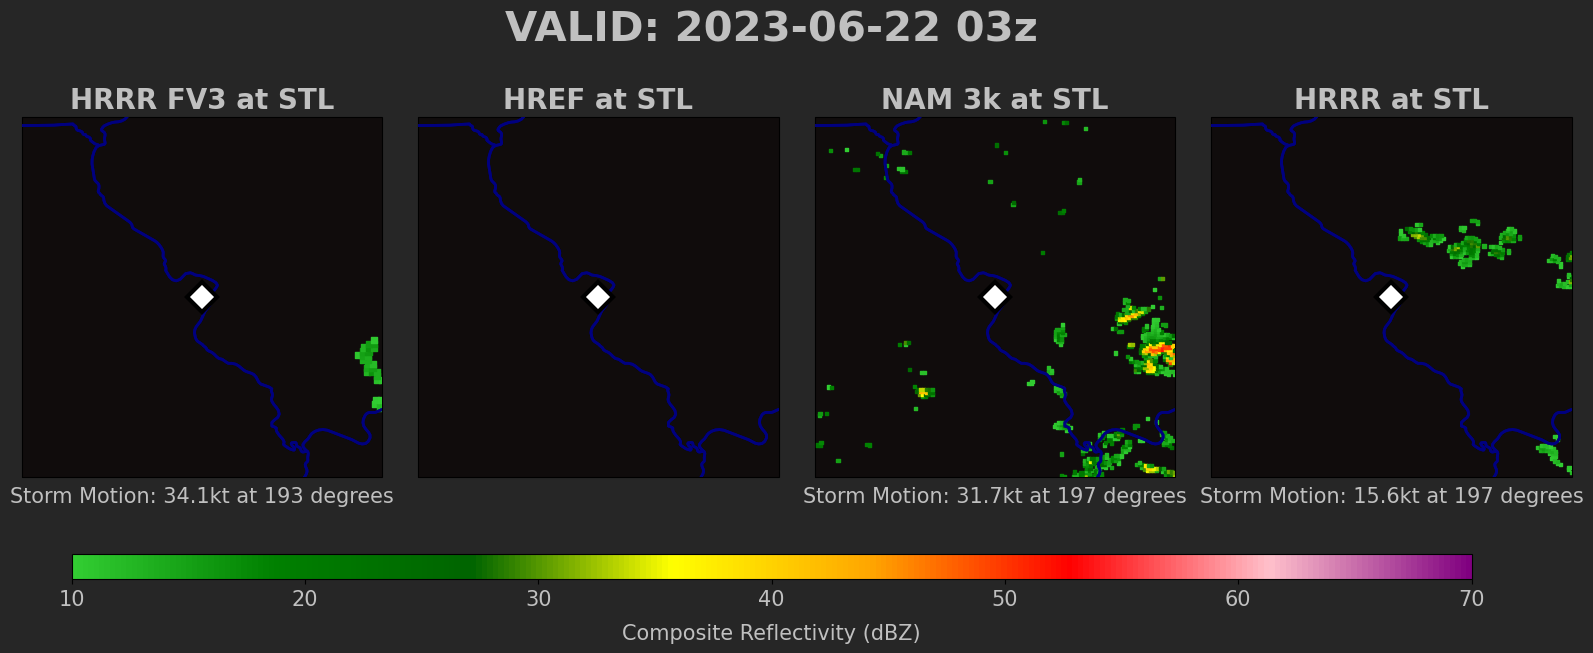 VALID: 2023-06-22 03z
HRRR FV3 at STL
HREF at STL
NAM 3k at STL
HRRR at STL
Storm Motion: 34.1kt at 193 degrees
Storm Motion: 31.7kt at 197 degrees
Storm Motion: 15.6kt at 197 degrees
10 20 30 40 50 60 70
Composite Reflectivity (dBZ)